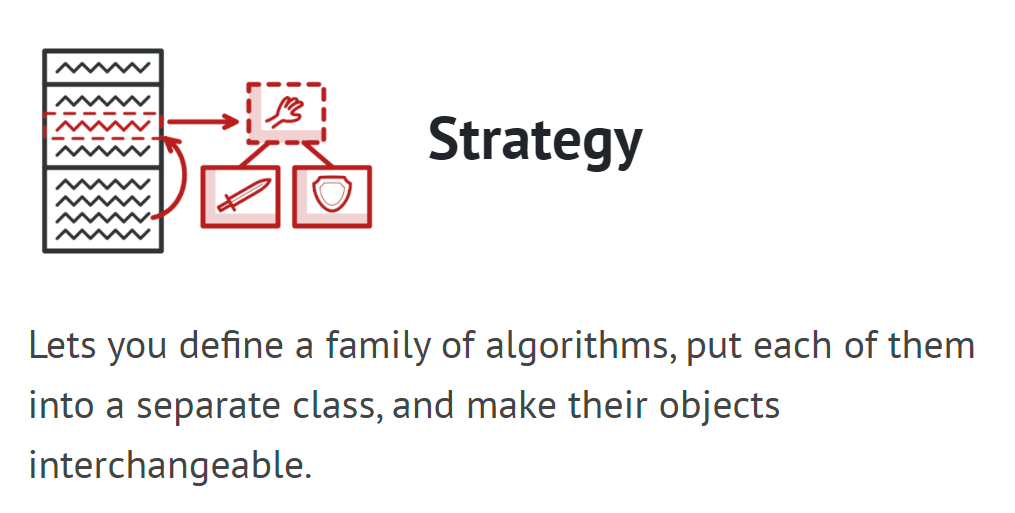 Strategy
Lets you define a family of algorithms, put each of them
into a separate class, and make their objects
interchangeable.